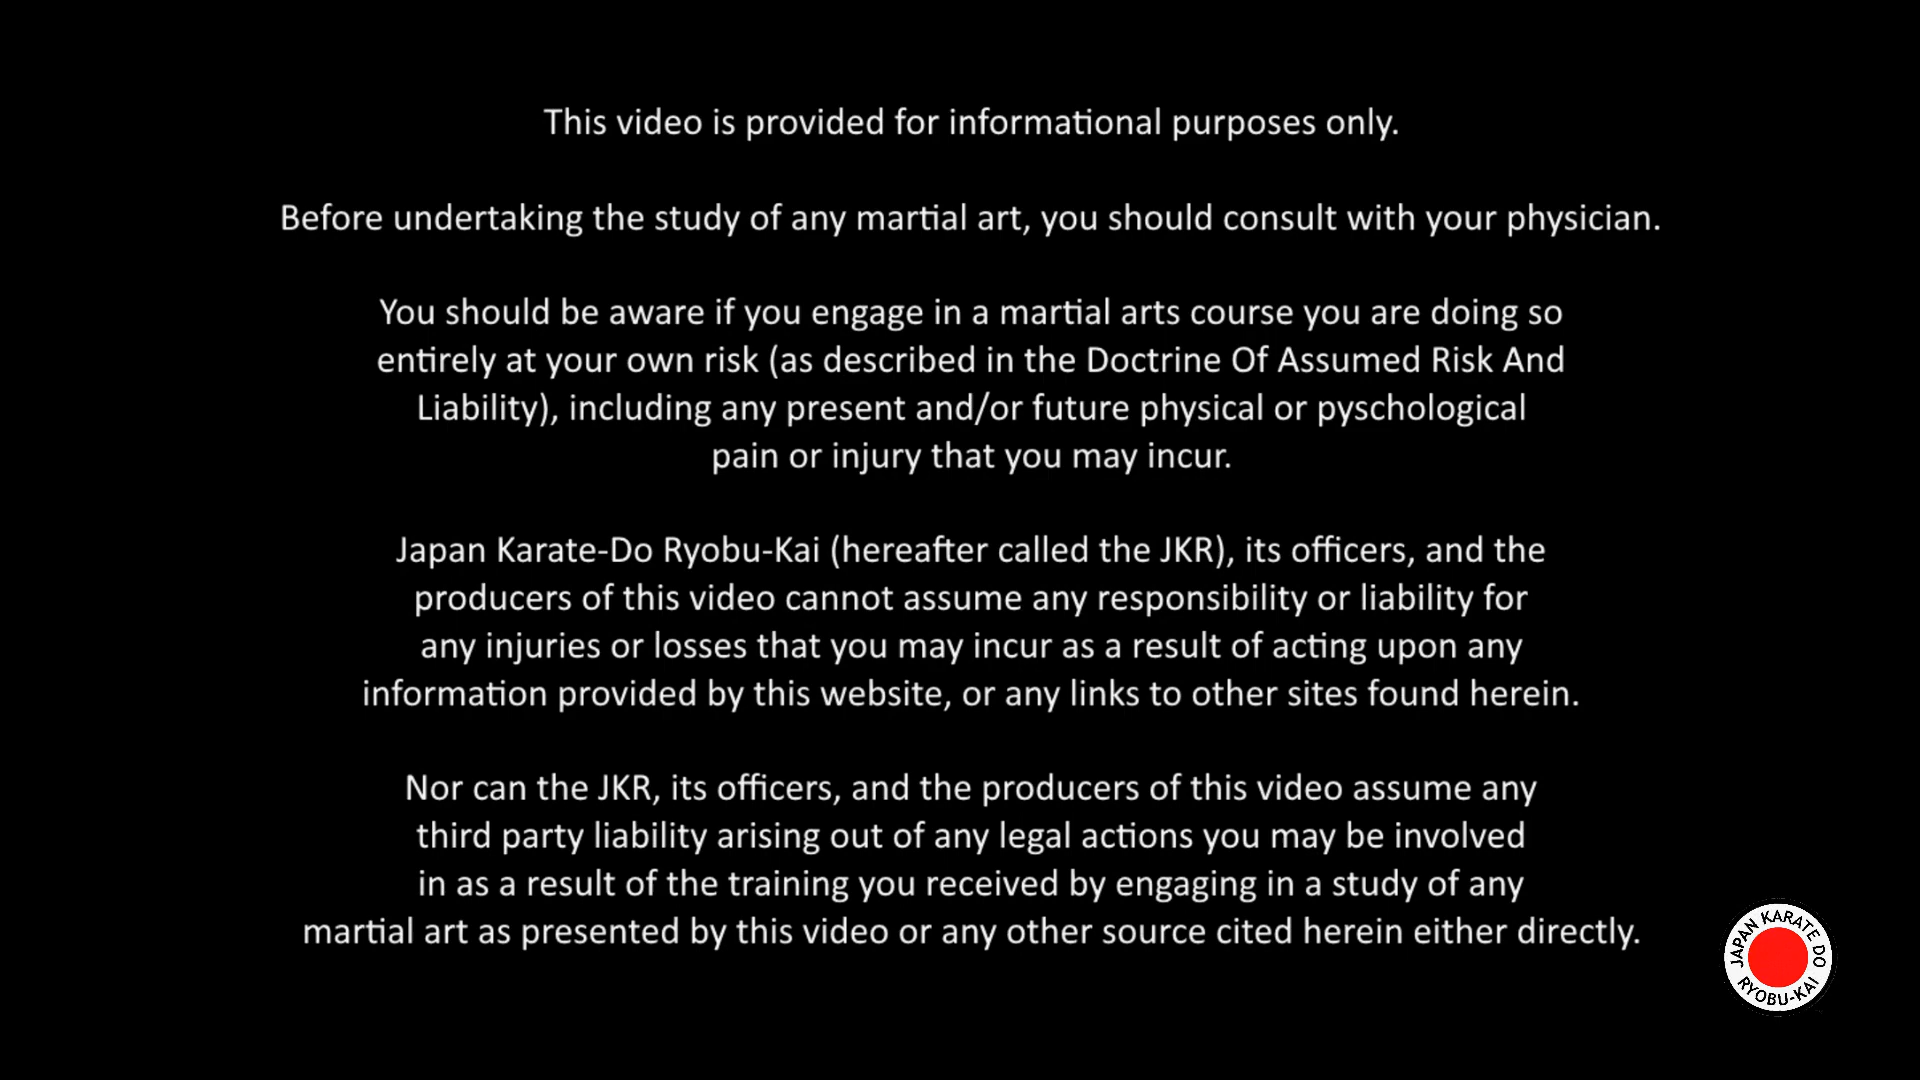 This video is provided for informational purposes only.
Before undertaking the study of any martial art, you should consult with your physician.
You should be aware if you engage in a martial arts course you are doing so
entirely at your own risk (as described in the Doctrine Of Assumed Risk And
Liability), including any present and/or future physical or pyschological
pain or injury that you may incur.
Japan Karate-Do Ryobu-Kai (hereafter called the JKR), its officers, and the
producers of this video cannot assume any responsibility or liability for
any injuries or losses that you may incur as a result of acting upon any
information provided by this website, or any links to other sites found herein.
Nor can the JKR, its officers, and the producers of this video assume any
third party liability arising out of any legal actions you may be involved
in as a result of the training you received by engaging in a study of any
martial art as presented by this video or any other source cited herein either directly.
JAPAN KARATE DO
RYOBU-KAI